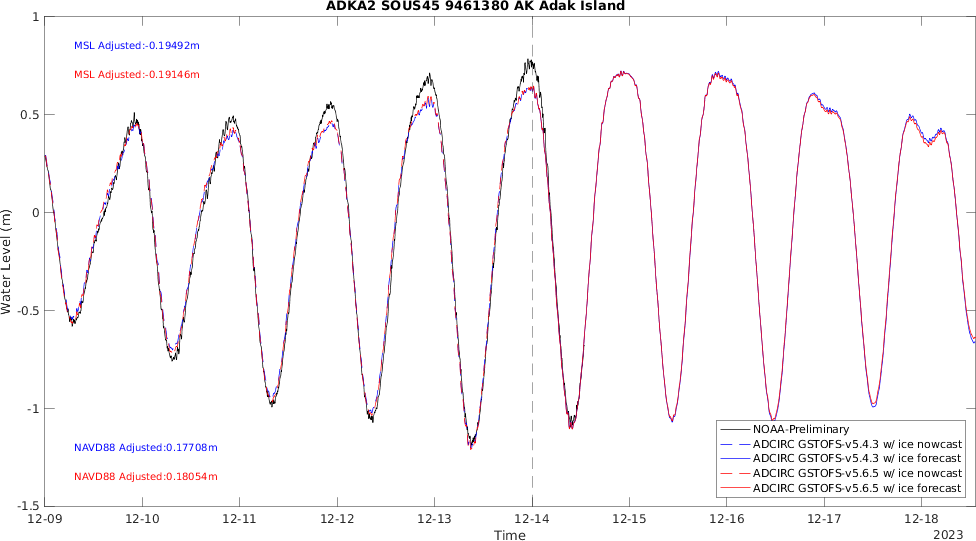 ADKA2 SOUS45 9461380 AK Adak Island
MSL Adjusted:-0.19492m
MSL Adjusted:-0.19146m
NAVD88 Adjusted:0.17708m
NAVD88 Adjusted:0.18054m
Water Level (m)
1
0.5
0
-0.5
-1
-1.5
NOAA-Preliminary
ADCIRC GSTOFS-v5.4.3 w/ ice nowcast
ADCIRC GSTOFS-v5.4.3 w/ ice forecast
ADCIRC GSTOFS-v5.6.5 w/ ice nowcast
ADCIRC GSTOFS-v5.6.5 w/ ice forecast
12-09 12-10 12-11 12-12 12-13 12-14 12-15 12-16 12-17 12-18
Time
2023